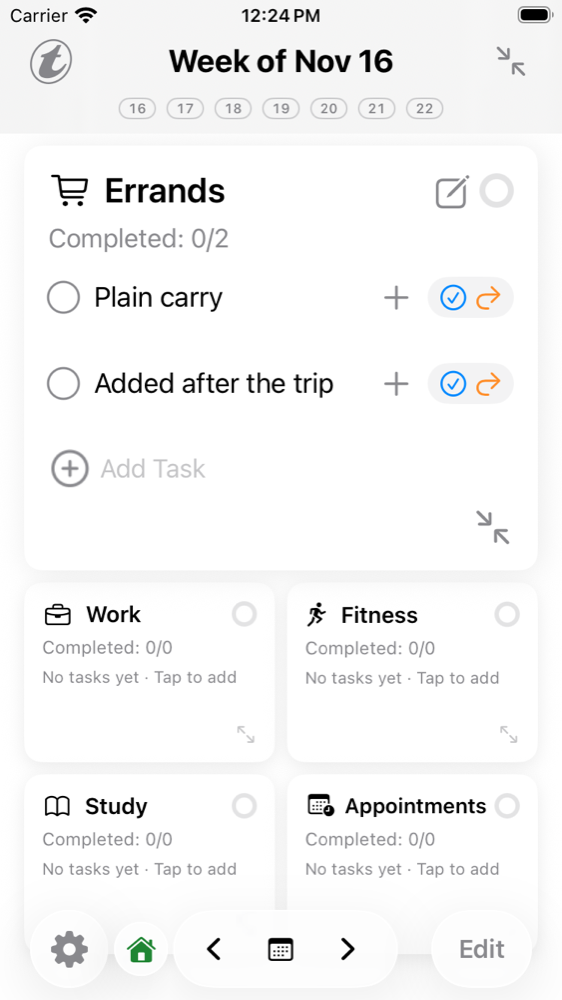 Carrier 12:24 PM
t Week of Nov 16
16 17 18 19 20 21 22
Errands
Completed: 0/2
Plain carry
Added after the trip
Add Task
Work
Completed: 0/0
No tasks yet · Tap to add
Fitness
Completed: 0/0
No tasks yet · Tap to add
Study
Completed: 0/0
No tasks yet · Tap to add
Appointments
Completed: 0/0
No tasks yet · Tap to add
Edit